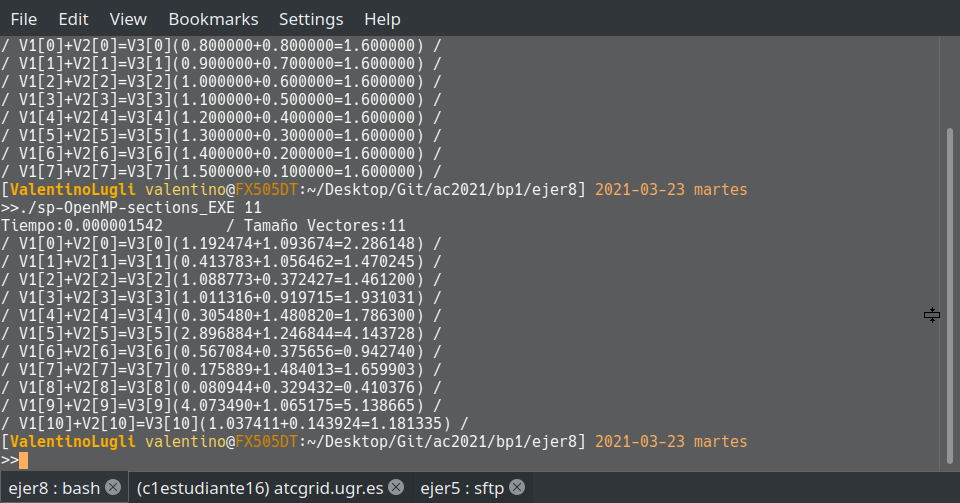 File Edit View Bookmarks Settings Help
/ V1[0]+V2[0]=V3[0](0.800000+0.800000=1.600000) /
/ V1[1]+V2[1]=V3[1](0.900000+0.700000=1.600000) /
/ V1[2]+V2[2]=V3[2](1.000000+0.600000=1.600000) /
/ V1[3]+V2[3]=V3[3](1.100000+0.500000=1.600000) /
/ V1[4]+V2[4]=V3[4](1.200000+0.400000=1.600000) /
/ V1[5]+V2[5]=V3[5](1.300000+0.300000=1.600000) /
/ V1[6]+V2[6]=V3[6](1.400000+0.200000=1.600000) /
/ V1[7]+V2[7]=V3[7](1.500000+0.100000=1.600000) /
[ValentinoLugli valentino@FX505DT:~/Desktop/Git/ac2021/bp1/ejer8] 2021-03-23 martes
>>./sp-OpenMP-sections_EXE 11
Tiempo:0.000001542 / Tamaño Vectores:11
/ V1[0]+V2[0]=V3[0](1.192474+1.093674=2.286148) /
/ V1[1]+V2[1]=V3[1](0.413783+1.056462=1.470245) /
/ V1[2]+V2[2]=V3[2](1.088773+0.372427=1.461200) /
/ V1[3]+V2[3]=V3[3](1.011316+0.919715=1.931031) /
/ V1[4]+V2[4]=V3[4](0.305480+1.480820=1.786300) /
/ V1[5]+V2[5]=V3[5](2.896884+1.246844=4.143728) /
/ V1[6]+V2[6]=V3[6](0.567084+0.375656=0.942740) /
/ V1[7]+V2[7]=V3[7](0.175889+1.484013=1.659903) /
/ V1[8]+V2[8]=V3[8](0.080944+0.329432=0.410376) /
/ V1[9]+V2[9]=V3[9](4.073490+1.065175=5.138665) /
/ V1[10]+V2[10]=V3[10](1.037411+0.143924=1.181335) /
[ValentinoLugli valentino@FX505DT:~/Desktop/Git/ac2021/bp1/ejer8] 2021-03-23 martes
>>
ejer8 : bash (c1estudiante16) atcgrid.ugr.es ejer5 : sftp